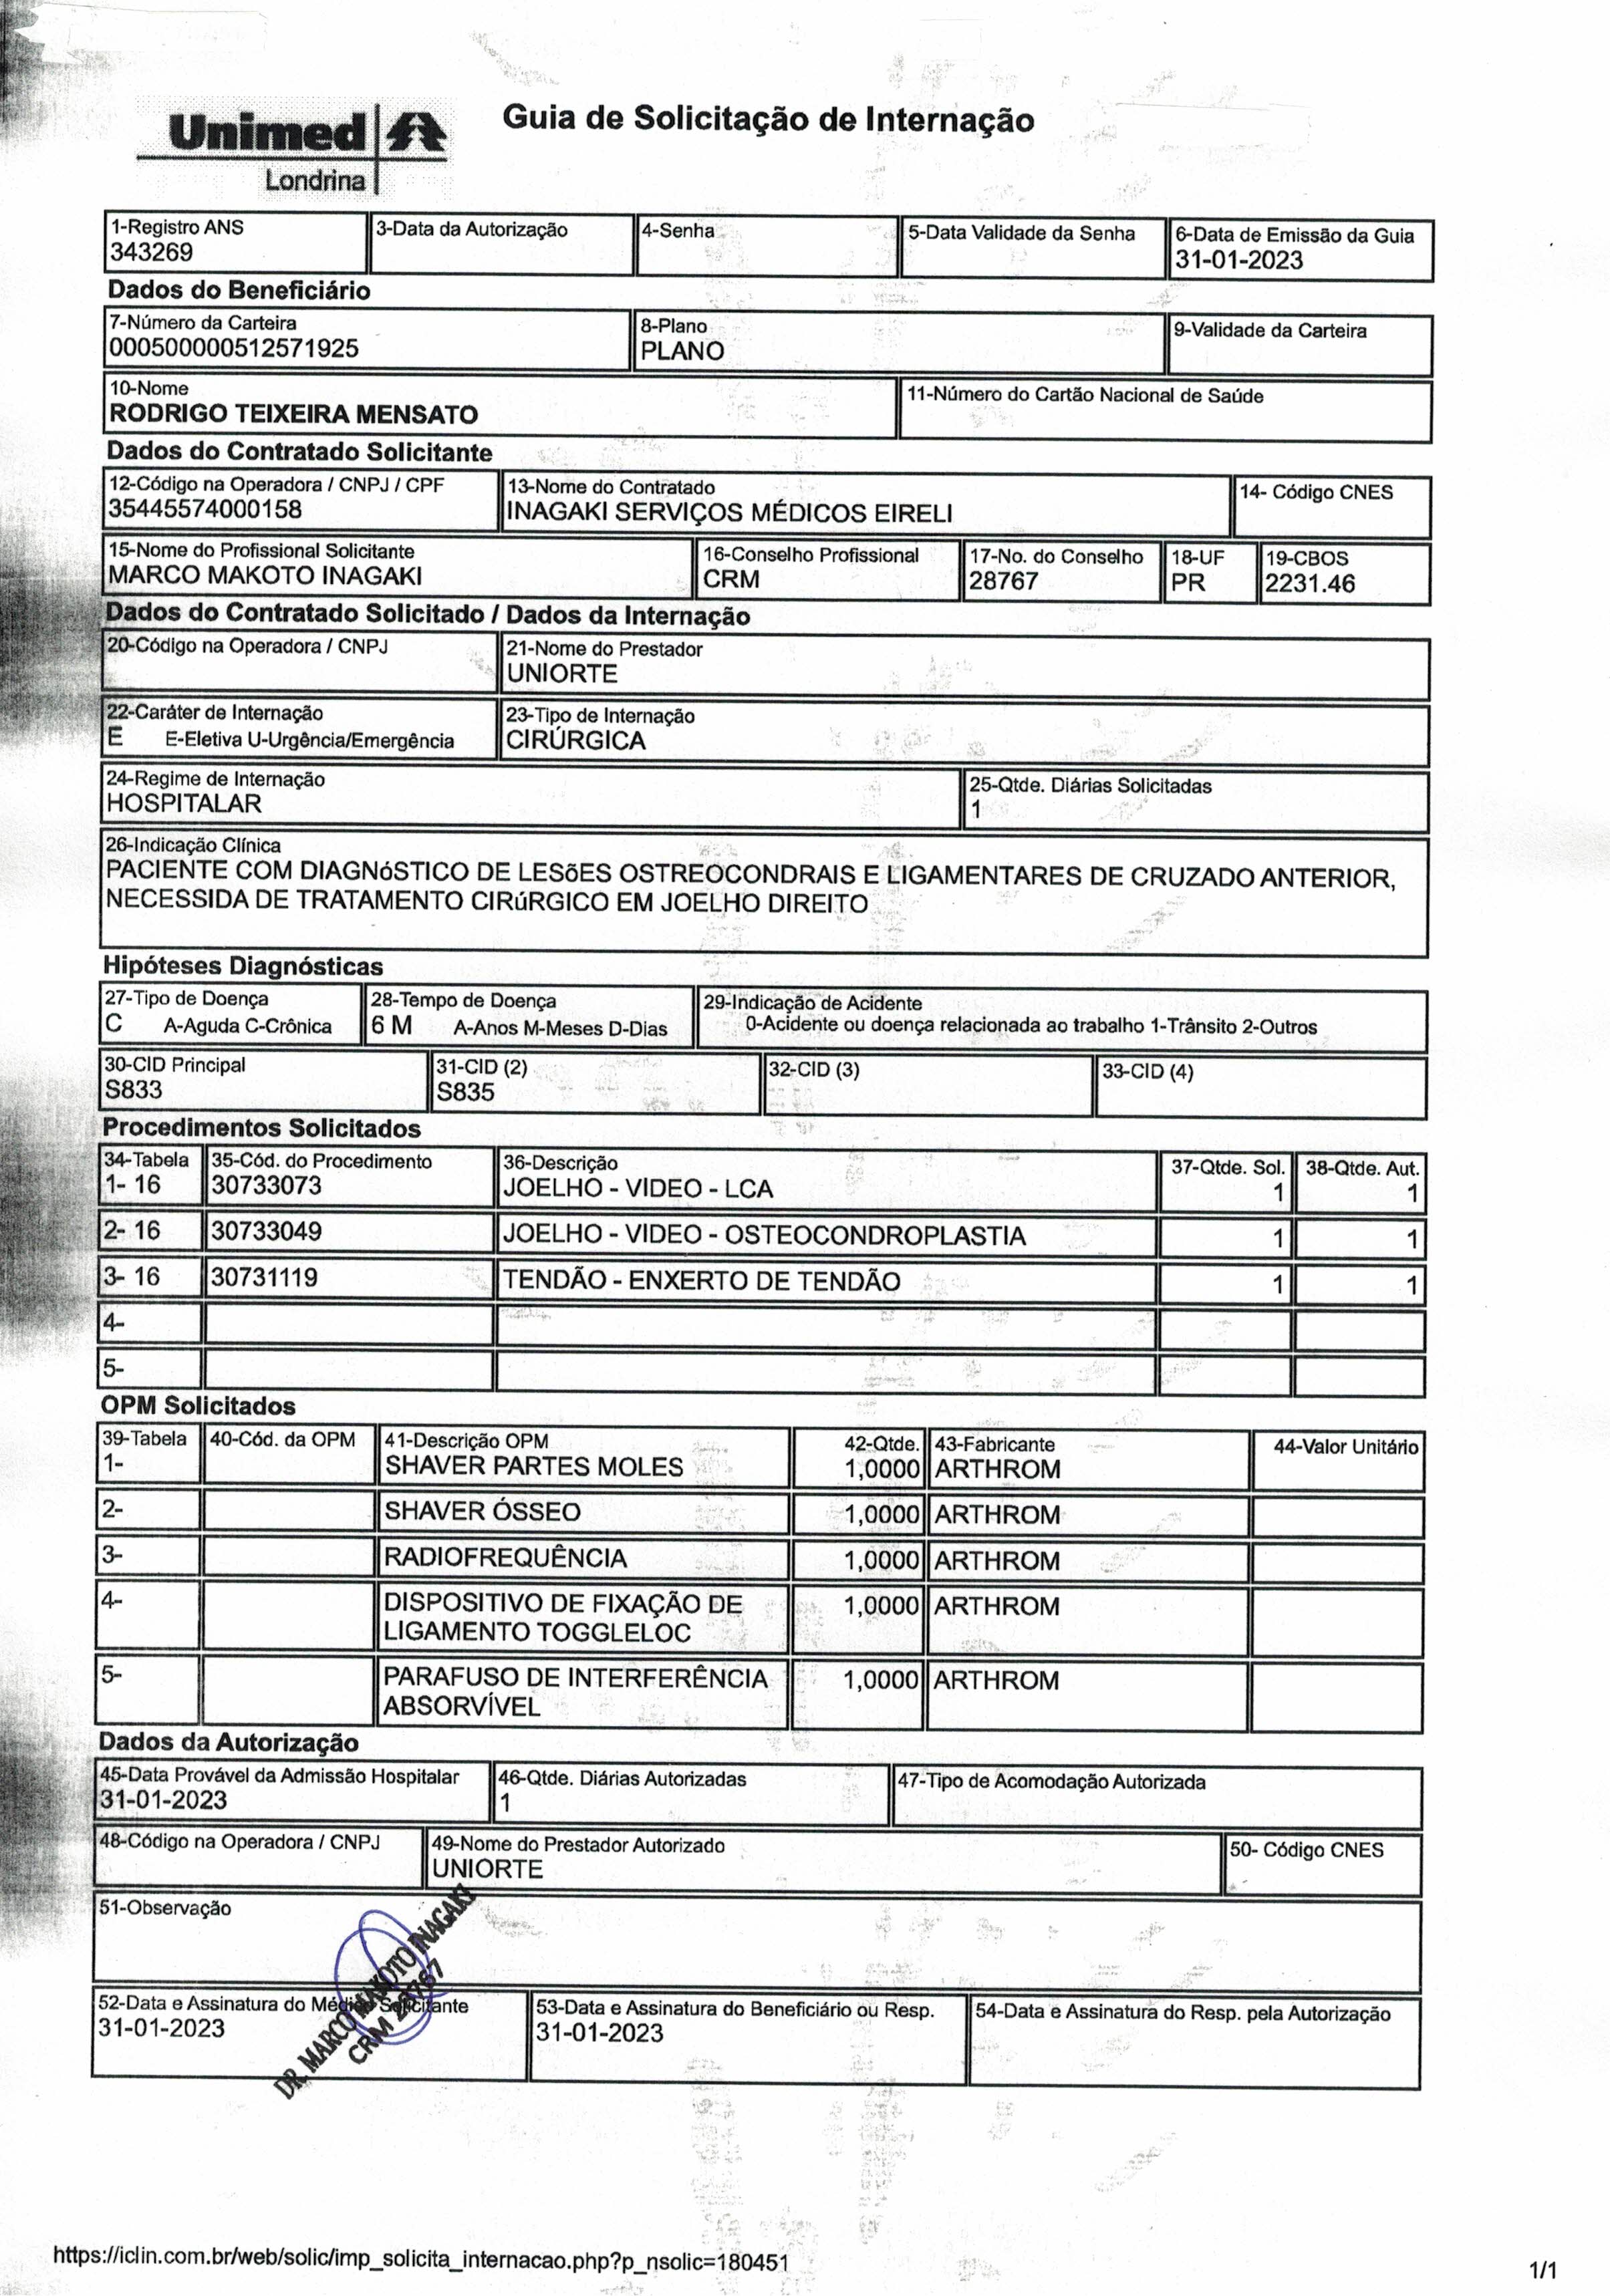 Unimed
Londrina
Guia de Solicitação de Internação
1-Registro ANS
343269
3-Data da Autorização
4-Senha
5-Data Validade da Senha
6-Data de Emissão da Guia
31-01-2023
Dados do Beneficiário
7-Número da Carteira
000500000512571925
8-Plano
PLANO
9-Validade da Carteira
10-Nome
RODRIGO TEIXEIRA MENSATO
11-Número do Cartão Nacional de Saúde
Dados do Contratado Solicitante
12-Código na Operadora / CNPJ / CPF
35445574000158
13-Nome do Contratado
INAGAKI SERVIÇOS MÉDICOS EIRELI
14- Código CNES
15-Nome do Profissional Solicitante
MARCO MAKOTO INAGAKI
16-Conselho Profissional
CRM
17-No. do Conselho
28767
18-UF
PR
19-CBOS
2231.46
Dados do Contratado Solicitado / Dados da Internação
20-Código na Operadora / CNPJ
21-Nome do Prestador
UNIORTE
22-Caráter de Internação
E E-Eletiva U-Urgência/Emergência
23-Tipo de Internação
CIRÚRGICA
24-Regime de Internação
HOSPITALAR
25-Qtde. Diárias Solicitadas
1
26-Indicação Clínica
PACIENTE COM DIAGNóSTICO DE LESõES OSTREOCONDRAIS E LIGAMENTARES DE CRUZADO ANTERIOR,
NECESSIDA DE TRATAMENTO CIRúRGICO EM JOELHO DIREITO
Hipóteses Diagnósticas
27-Tipo de Doença
C A-Aguda C-Crônica
28-Tempo de Doença
6 M A-Anos M-Meses D-Dias
29-Indicação de Acidente
0-Acidente ou doença relacionada ao trabalho 1-Trânsito 2-Outros
30-CID Principal
S833
31-CID (2)
S835
32-CID (3)
33-CID (4)
Procedimentos Solicitados
34-Tabela 35-Cód. do Procedimento 36-Descrição 37-Qtde. Sol. 38-Qtde. Aut.
1- 16 30733073 JOELHO - VIDEO - LCA 1 1
2- 16 30733049 JOELHO - VIDEO - OSTEOCONDROPLASTIA 1 1
3- 16 30731119 TENDÃO - ENXERTO DE TENDÃO 1 1
4-
5-
OPM Solicitados
39-Tabela 40-Cód. da OPM 41-Descrição OPM 42-Qtde. 43-Fabricante 44-Valor Unitário
1- SHAVER PARTES MOLES 1,0000 ARTHROM
2- SHAVER ÓSSEO 1,0000 ARTHROM
3- RADIOFREQUÊNCIA 1,0000 ARTHROM
4- DISPOSITIVO DE FIXAÇÃO DE 1,0000 ARTHROM
LIGAMENTO TOGGLELOC
5- PARAFUSO DE INTERFERÊNCIA 1,0000 ARTHROM
ABSORVÍVEL
Dados da Autorização
45-Data Provável da Admissão Hospitalar
31-01-2023
46-Qtde. Diárias Autorizadas
1
47-Tipo de Acomodação Autorizada
48-Código na Operadora / CNPJ
49-Nome do Prestador Autorizado
UNIORTE
50- Código CNES
51-Observação
DR. MARCO MAKOTO INAGAKI
CRM 28767
52-Data e Assinatura do Médico Solicitante
31-01-2023
53-Data e Assinatura do Beneficiário ou Resp.
31-01-2023
54-Data e Assinatura do Resp. pela Autorização
https://iclin.com.br/web/solic/imp_solicita_internacao.php?p_nsolic=180451
1/1